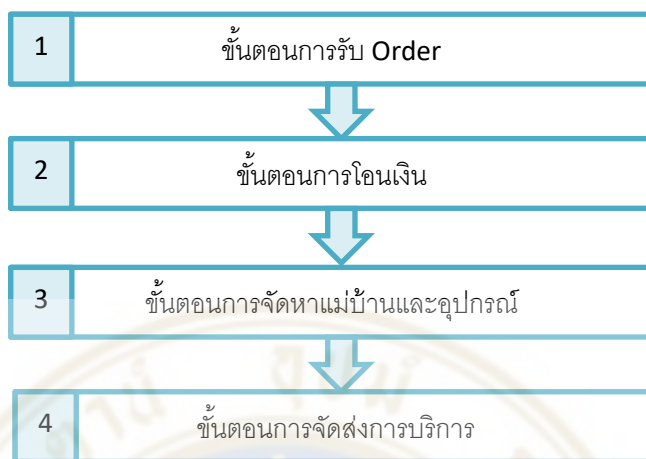 1 ขั้นตอนการรับ Order
2 ขั้นตอนการโอนเงิน
3 ขั้นตอนการจัดหาแม่บ้านและอุปกรณ์
4 ขั้นตอนการจัดส่งการบริการ